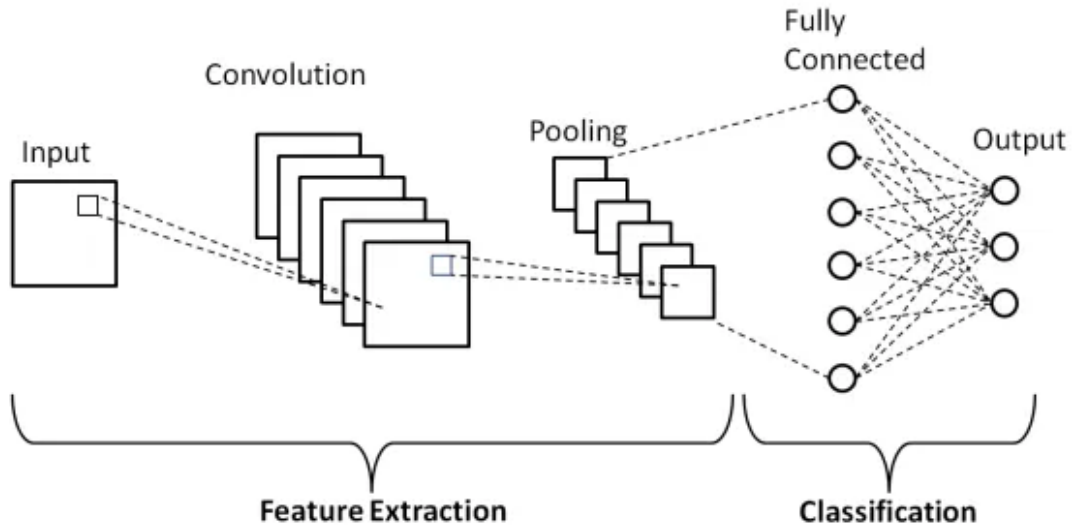 Input
Convolution
Pooling
Fully
Connected
Output
Feature Extraction
Classification